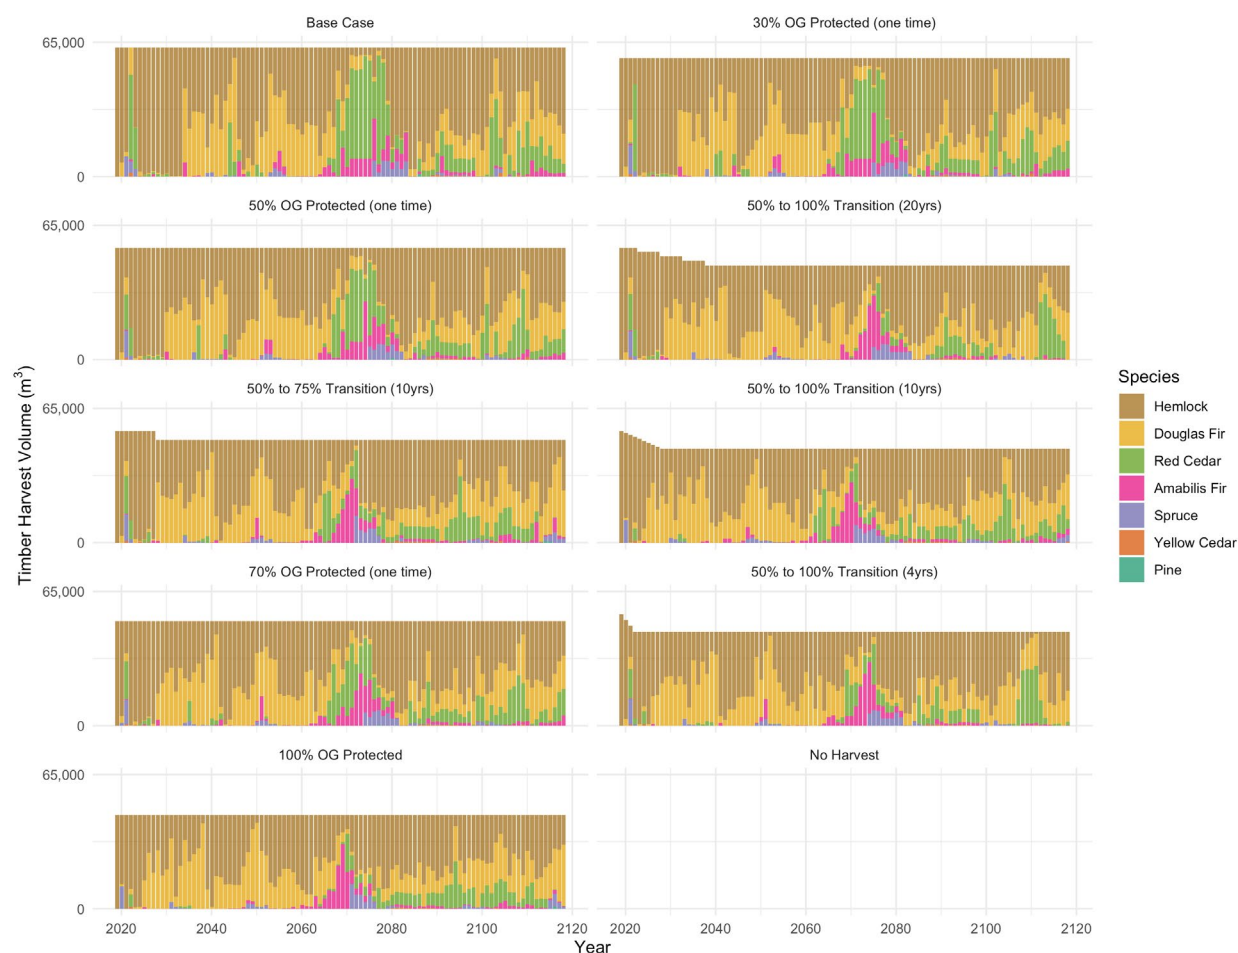 Base Case
30% OG Protected (one time)
65,000
0
50% OG Protected (one time)
50% to 100% Transition (20yrs)
65,000
0
50% to 75% Transition (10yrs)
50% to 100% Transition (10yrs)
65,000
0
70% OG Protected (one time)
50% to 100% Transition (4yrs)
65,000
0
100% OG Protected
No Harvest
65,000
0
2020 2040 2060 2080 2100 2120
2020 2040 2060 2080 2100 2120
Year
Timber Harvest Volume (m³)
Species
Hemlock
Douglas Fir
Red Cedar
Amabilis Fir
Spruce
Yellow Cedar
Pine